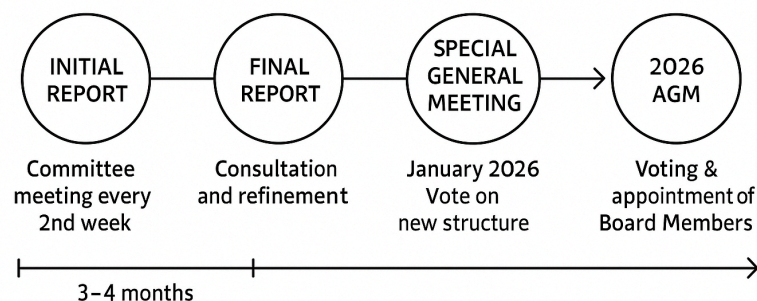 INITIAL
REPORT
FINAL
REPORT
SPECIAL
GENERAL
MEETING
2026
AGM
Committee
meeting every
2nd week
Consultation
and refinement
January 2026
Vote on
new structure
Voting &
appointment of
Board Members
3–4 months